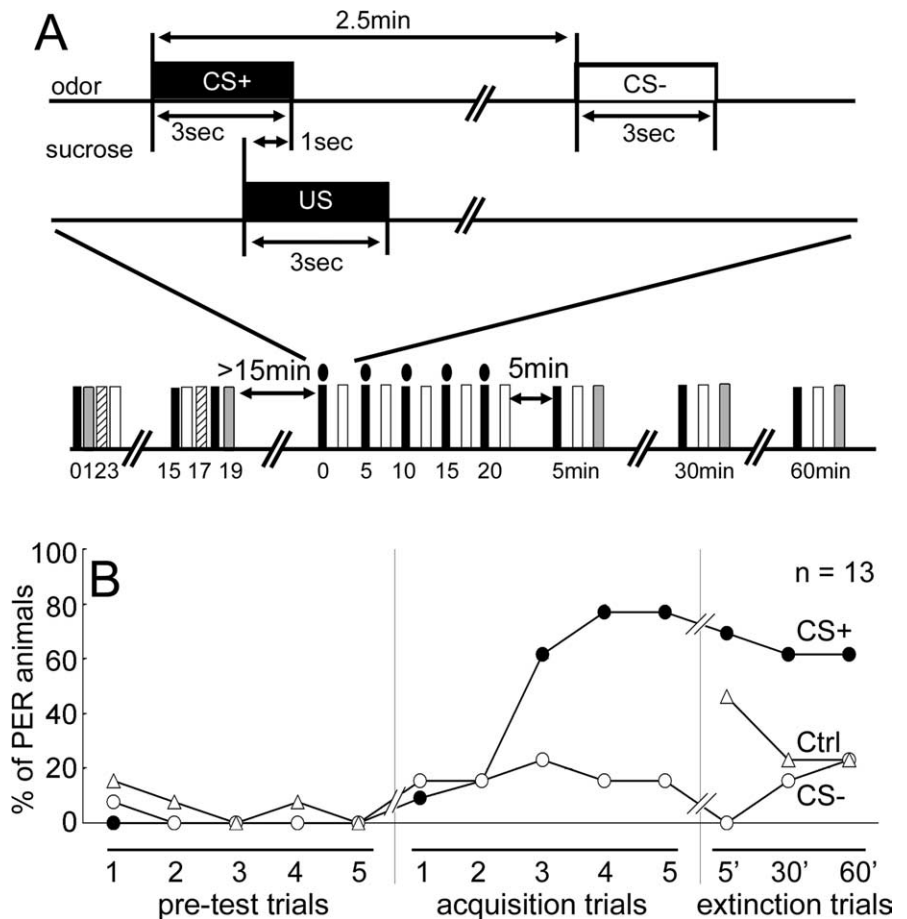 A
2.5min
odor
CS+
CS-
3sec
1sec
3sec
sucrose
US
3sec
>15min
5min
01223
15 17 19
0 5 10 15 20
5min
30min
60min
B
n = 13
100
80
60
40
20
0
% of PER animals
CS+
Ctrl
CS-
1 2 3 4 5
1 2 3 4 5
5’ 30’ 60’
pre-test trials
acquisition trials
extinction trials